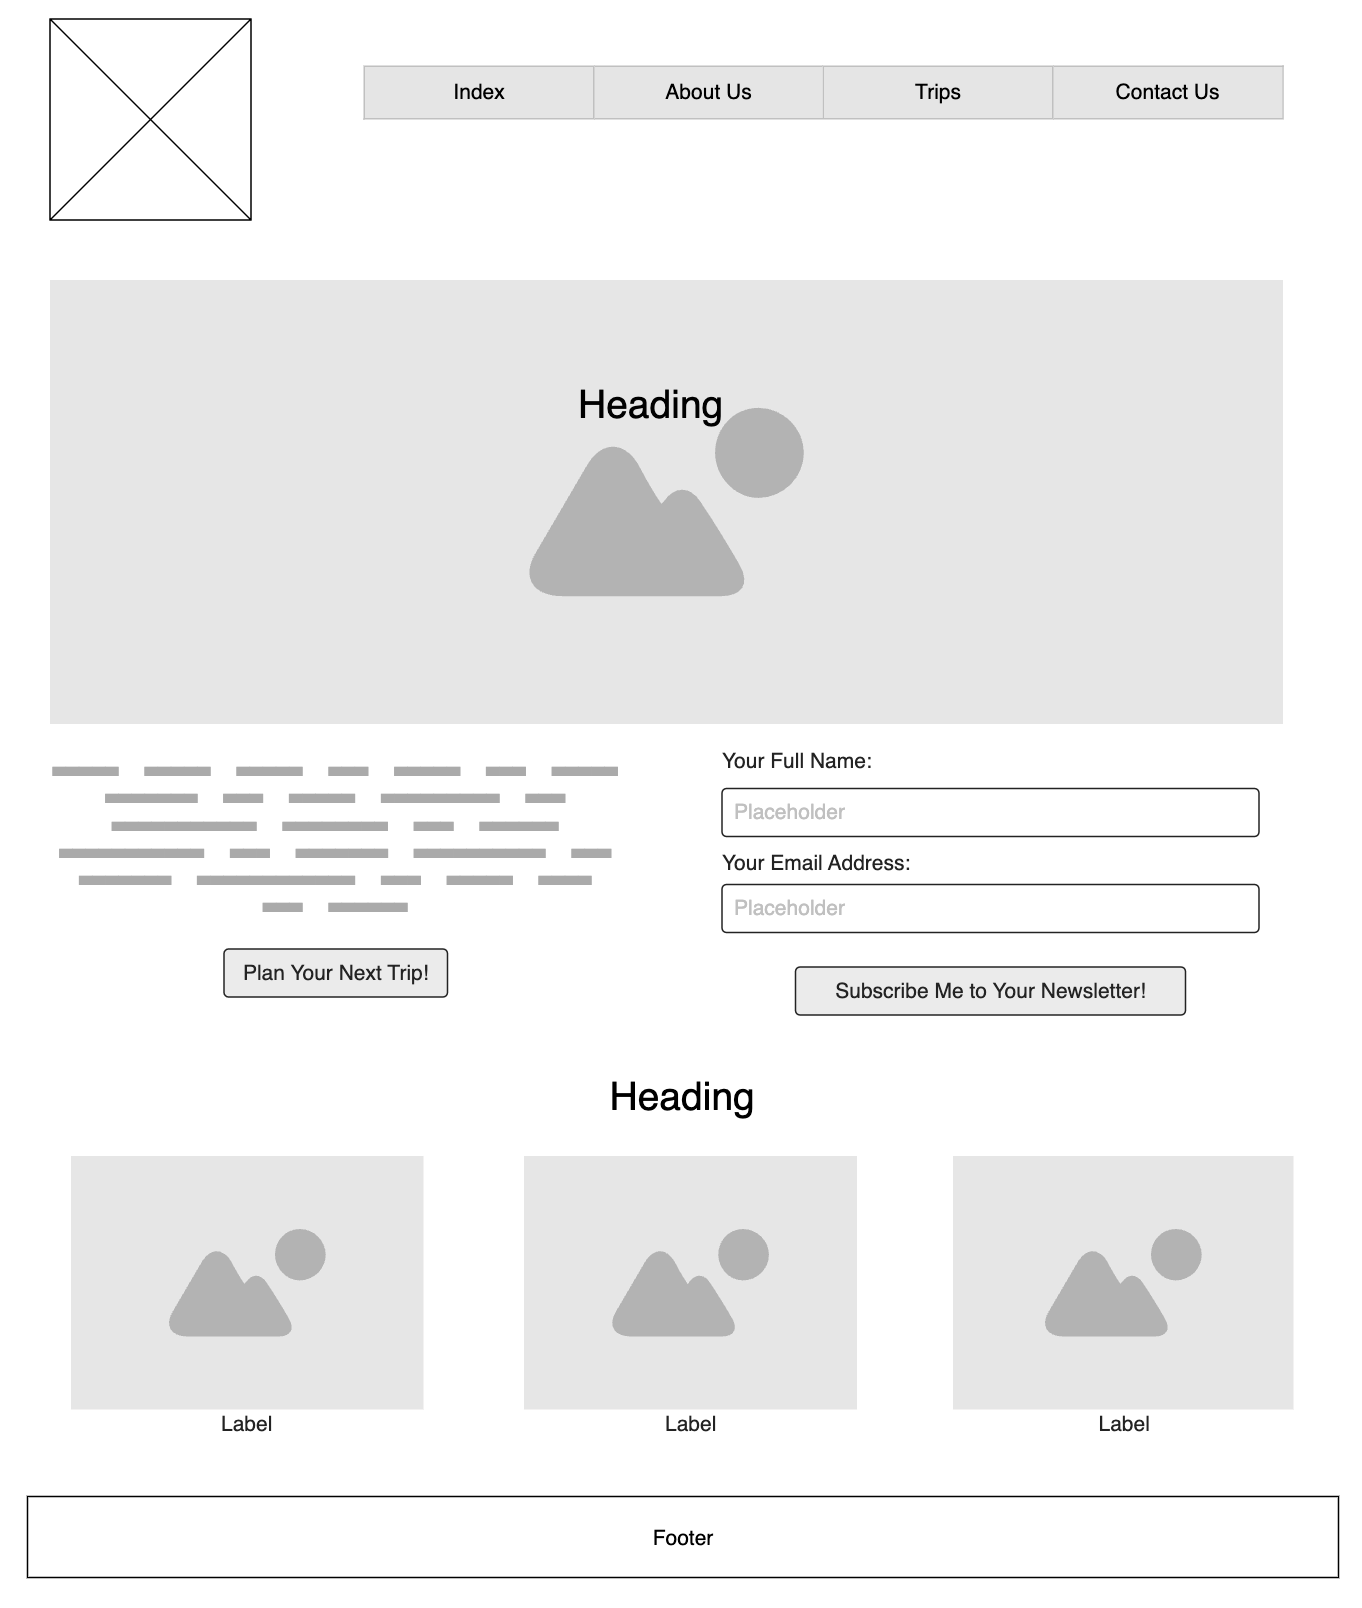 Index
About Us
Trips
Contact Us
Heading
Your Full Name:
Placeholder
Your Email Address:
Placeholder
Plan Your Next Trip!
Subscribe Me to Your Newsletter!
Heading
Label
Label
Label
Footer